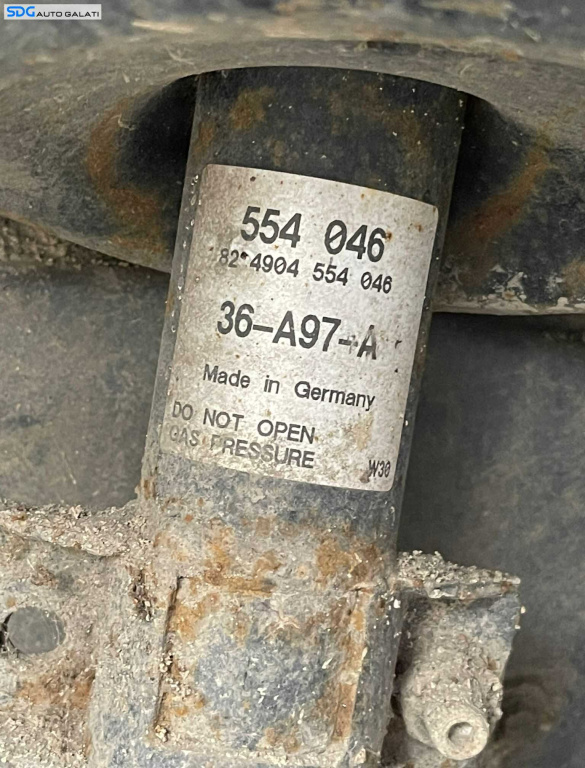 SDG AUTO GALATI
554 046
82 4904 554 046
36-A97-A
Made in Germany
DO NOT OPEN
GAS PRESSURE
W30